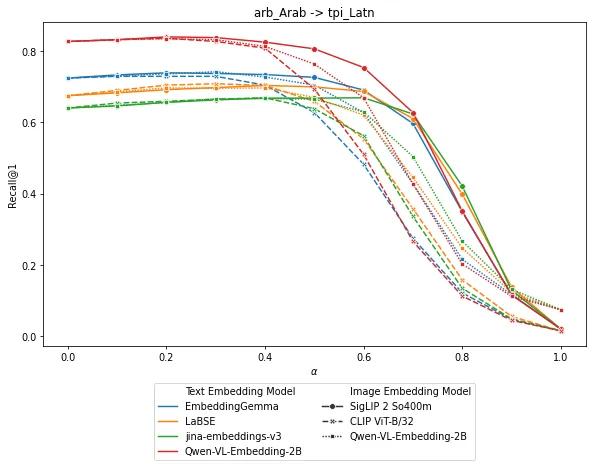 arb_Arab -> tpi_Latn
Recall@1
0.8
0.6
0.4
0.2
0.0
0.0 0.2 0.4 0.6 0.8 1.0
α
Text Embedding Model
EmbeddingGemma
LaBSE
jina-embeddings-v3
Qwen-VL-Embedding-2B
Image Embedding Model
SigLIP 2 So400m
CLIP ViT-B/32
Qwen-VL-Embedding-2B